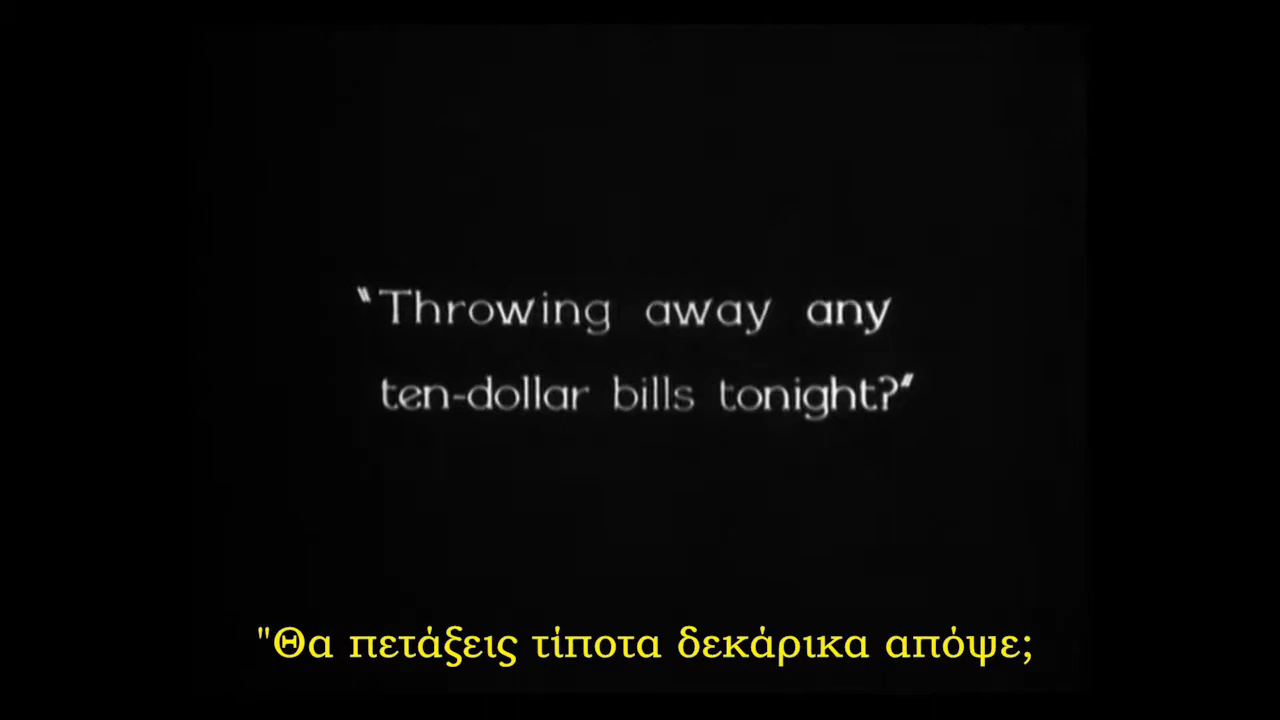 "Throwing away any
ten-dollar bills tonight?"
"Θα πετάξεις τίποτα δεκάρικα απόψε;